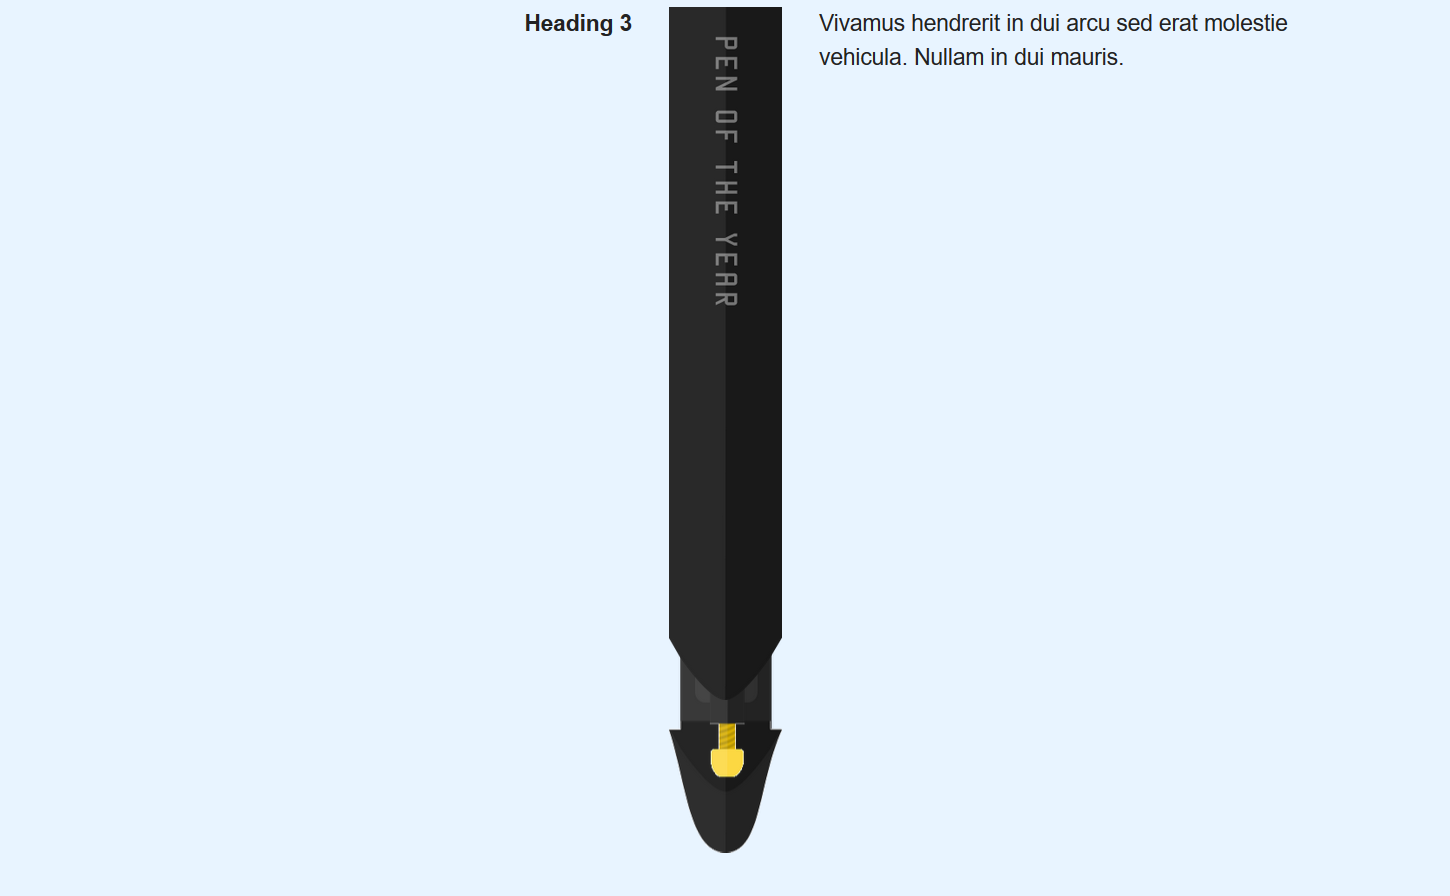 Heading 3
PEN OF THE YEAR
Vivamus hendrerit in dui arcu sed erat molestie
vehicula. Nullam in dui mauris.